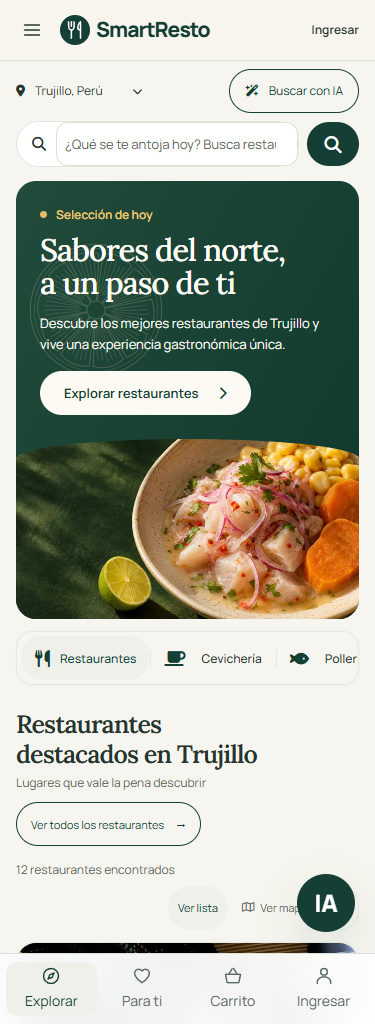 SmartResto
Ingresar
Trujillo, Perú
Buscar con IA
¿Qué se te antoja hoy? Busca resta
Selección de hoy
Sabores del norte,
a un paso de ti
Descubre los mejores restaurantes de Trujillo y
vive una experiencia gastronómica única.
Explorar restaurantes
Restaurantes
Cevichería
Poller
Restaurantes
destacados en Trujillo
Lugares que vale la pena descubrir
Ver todos los restaurantes →
12 restaurantes encontrados
Ver lista
Ver map
IA
Explorar
Para ti
Carrito
Ingresar